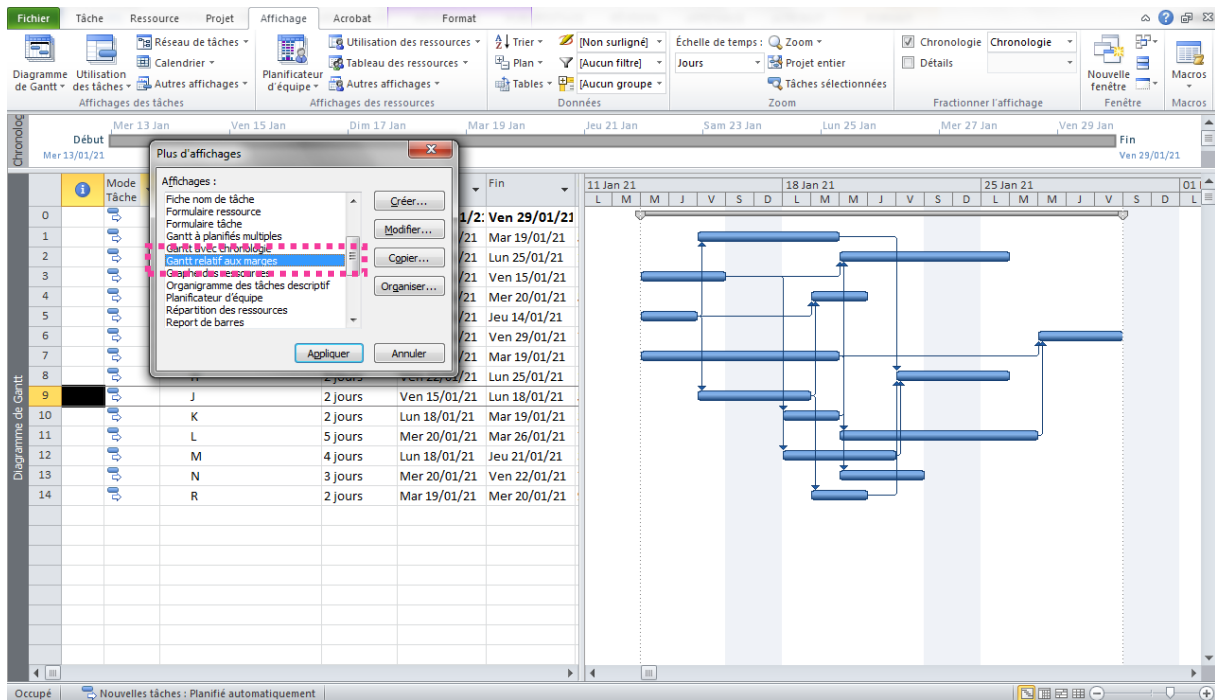 Fichier Tâche Ressource Projet Affichage Acrobat Format
Réseau de tâches Utilisation des ressources Trier [Non surligné] Échelle de temps : Zoom Chronologie Chronologie
Calendrier Tableau des ressources Plan [Aucun filtre] Jours Projet entier Détails
Diagramme de Gantt Utilisation des tâches Autres affichages Planificateur d'équipe Autres affichages Tables [Aucun groupe Tâches sélectionnées Nouvelle fenêtre Macros
Affichages des tâches Affichages des ressources Données Zoom Fractionner l'affichage Fenêtre Macros
Chronolog
Mer 13 Jan Ven 15 Jan Dim 17 Jan Mar 19 Jan Jeu 21 Jan Sam 23 Jan Lun 25 Jan Mer 27 Jan Ven 29 Jan
Début Fin
Mer 13/01/21 Ven 29/01/21
Plus d'affichages
Affichages :
Fiche nom de tâche
Formulaire ressource
Formulaire tâche
Gantt à planifiés multiples
Gantt avec chronologie
Gantt relatif aux marges
Graphe des ressources
Organigramme des tâches descriptif
Planificateur d'équipe
Répartition des ressources
Report de barres
Créer...
Modifier...
Copier...
Organiser...
Appliquer Annuler
Mode Tâche Fin 11 Jan 21 18 Jan 21 25 Jan 21 01
L M M J V S D L M M J V S D L M M J V S D L
0 Ven 29/01/21
1 /21 Mar 19/01/21
2 /21 Lun 25/01/21
3 /21 Ven 15/01/21
4 /21 Mer 20/01/21
5 /21 Jeu 14/01/21
6 /21 Ven 29/01/21
7 /21 Mar 19/01/21
8 H 2 jours Ven 22/01/21 Lun 25/01/21
9 J 2 jours Ven 15/01/21 Lun 18/01/21
10 K 2 jours Lun 18/01/21 Mar 19/01/21
11 L 5 jours Mer 20/01/21 Mar 26/01/21
12 M 4 jours Lun 18/01/21 Jeu 21/01/21
13 N 3 jours Mer 20/01/21 Ven 22/01/21
14 R 2 jours Mar 19/01/21 Mer 20/01/21
Diagramme de Gantt
Occupé Nouvelles tâches : Planifié automatiquement